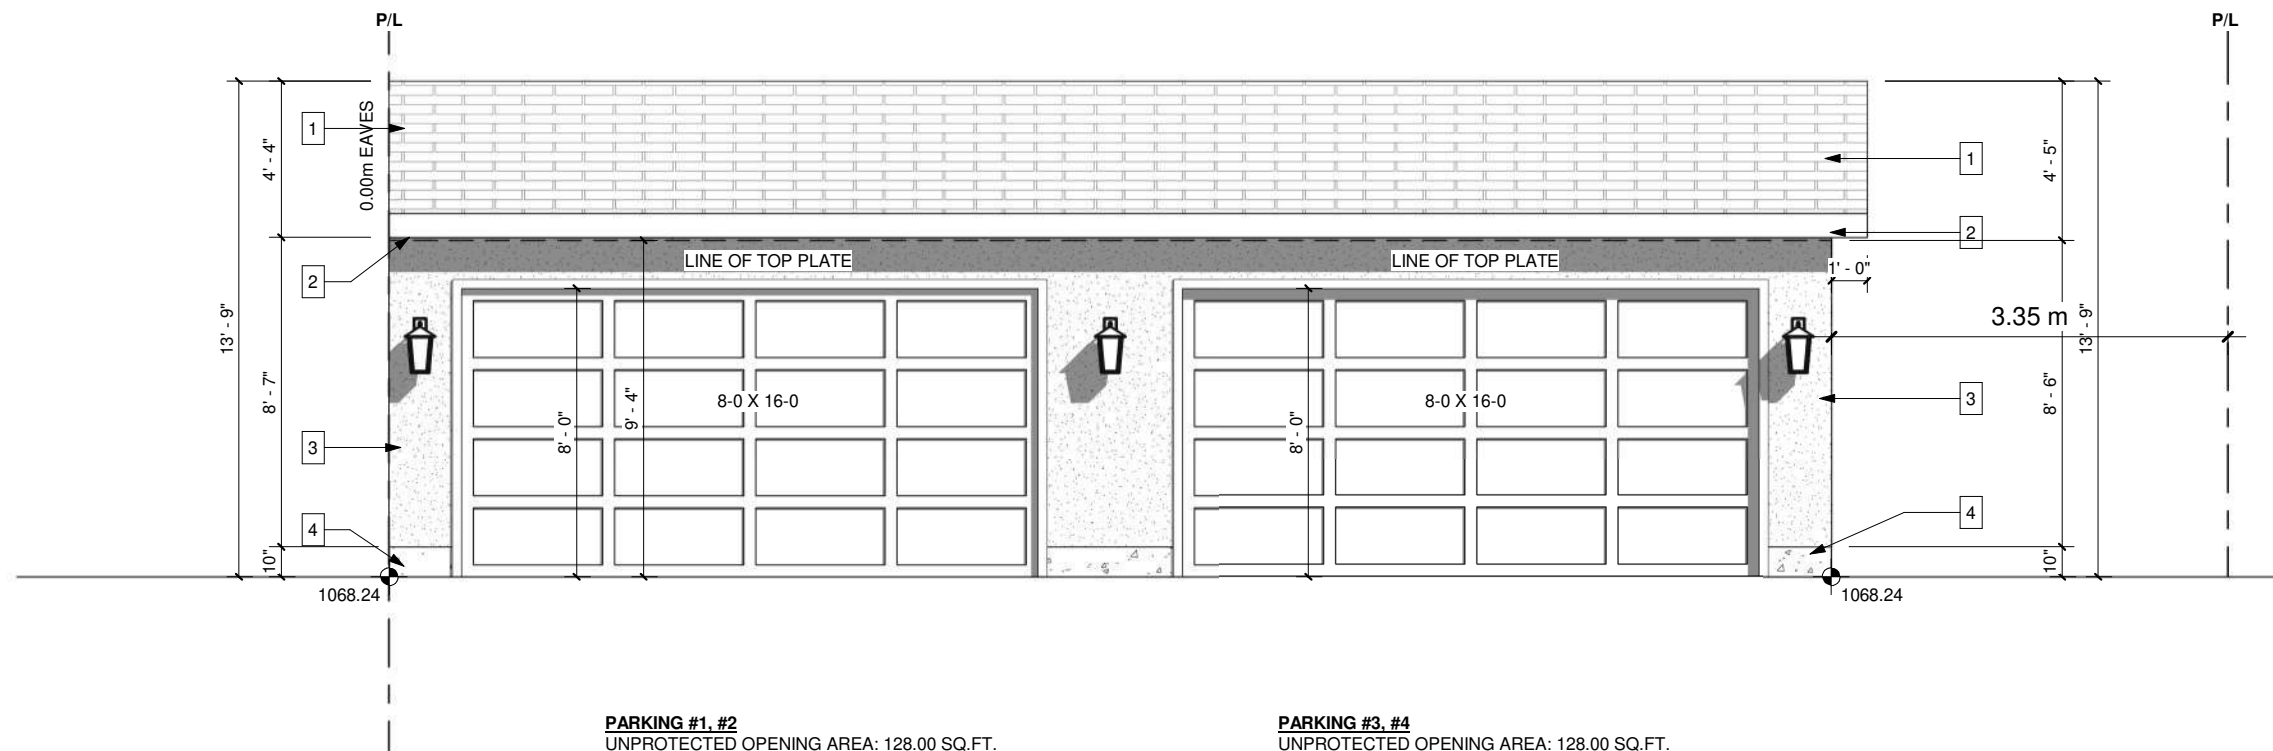 P/L
P/L
1
0.00m EAVES
4' - 4"
13' - 9"
2
8' - 7"
3
4
10"
1068.24
LINE OF TOP PLATE
LINE OF TOP PLATE
8-0 X 16-0
8' - 0"
9' - 4"
8-0 X 16-0
8' - 0"
1
2
1' - 0"
3.35 m
4' - 5"
13' - 9"
8' - 6"
3
4
10"
1068.24
PARKING #1, #2
UNPROTECTED OPENING AREA: 128.00 SQ.FT.
PARKING #3, #4
UNPROTECTED OPENING AREA: 128.00 SQ.FT.